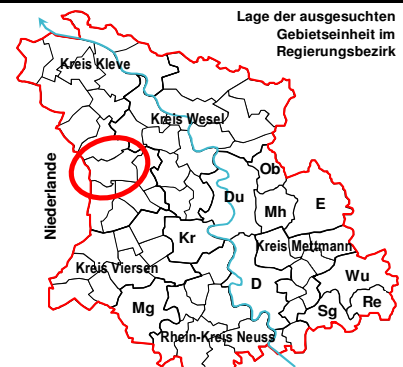 Lage der ausgesuchten
Gebietseinheit im
Regierungsbezirk
Kreis Kleve
Kreis Wesel
Niederlande
Ob
Du
Mh
E
Kr
Kreis Mettmann
Kreis Viersen
Wu
D
Mg
Sg
Re
Rhein-Kreis Neuss